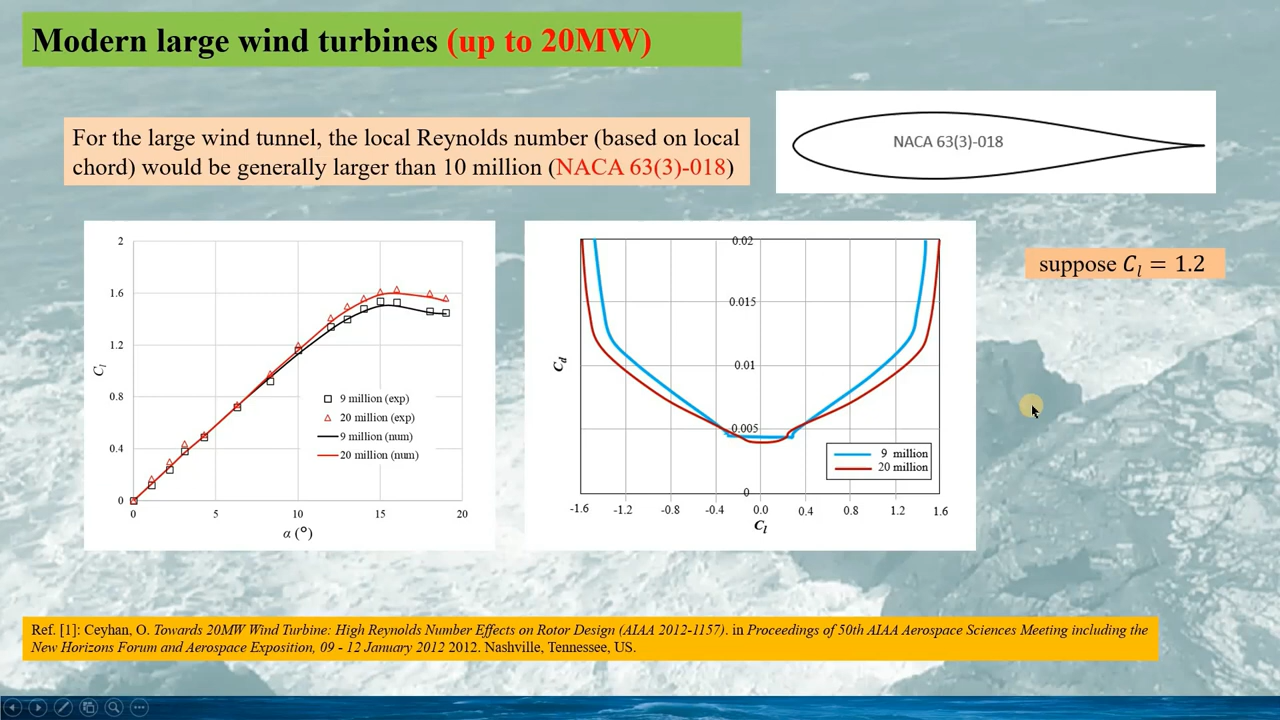 Modern large wind turbines (up to 20MW)
For the large wind tunnel, the local Reynolds number (based on local
chord) would be generally larger than 10 million (NACA 63(3)-018)
NACA 63(3)-018
suppose C_l = 1.2
2
1.6
1.2
0.8
0.4
0
C_l
0 5 10 15 20
α (°)
9 million (exp)
20 million (exp)
9 million (num)
20 million (num)
0.02
0.015
0.01
0.005
0
C_d
-1.6 -1.2 -0.8 -0.4 0.0 0.4 0.8 1.2 1.6
C_l
9 million
20 million
Ref. [1]: Ceyhan, O. Towards 20MW Wind Turbine: High Reynolds Number Effects on Rotor Design (AIAA 2012-1157). in Proceedings of 50th AIAA Aerospace Sciences Meeting including the
New Horizons Forum and Aerospace Exposition, 09 - 12 January 2012 2012. Nashville, Tennessee, US.